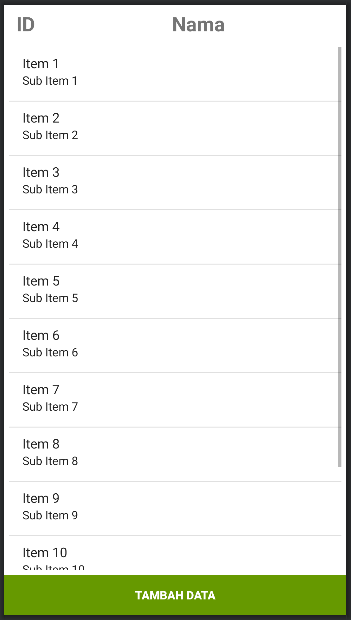 ID Nama
Item 1
Sub Item 1
Item 2
Sub Item 2
Item 3
Sub Item 3
Item 4
Sub Item 4
Item 5
Sub Item 5
Item 6
Sub Item 6
Item 7
Sub Item 7
Item 8
Sub Item 8
Item 9
Sub Item 9
Item 10
Sub Item 10
TAMBAH DATA